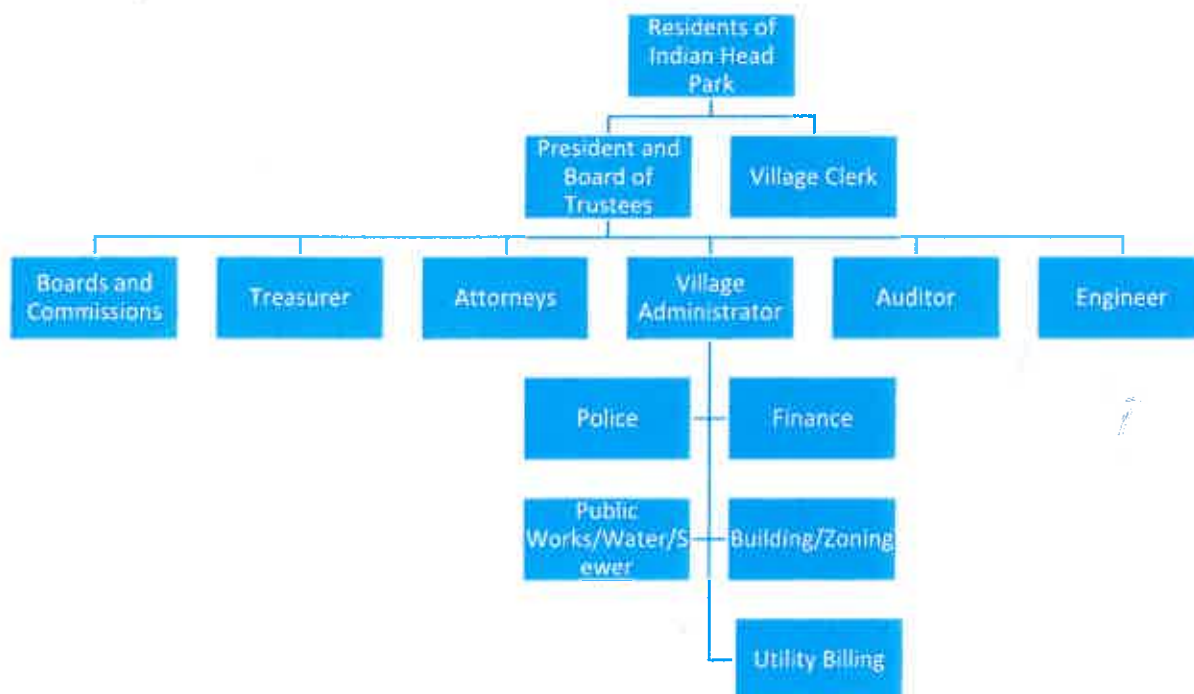 Residents of
Indian Head
Park
President and
Board of
Trustees
Village Clerk
Boards and
Commissions
Treasurer
Attorneys
Village
Administrator
Auditor
Engineer
Police
Finance
Public
Works/Water/S
ewer
Building/Zoning
Utility Billing